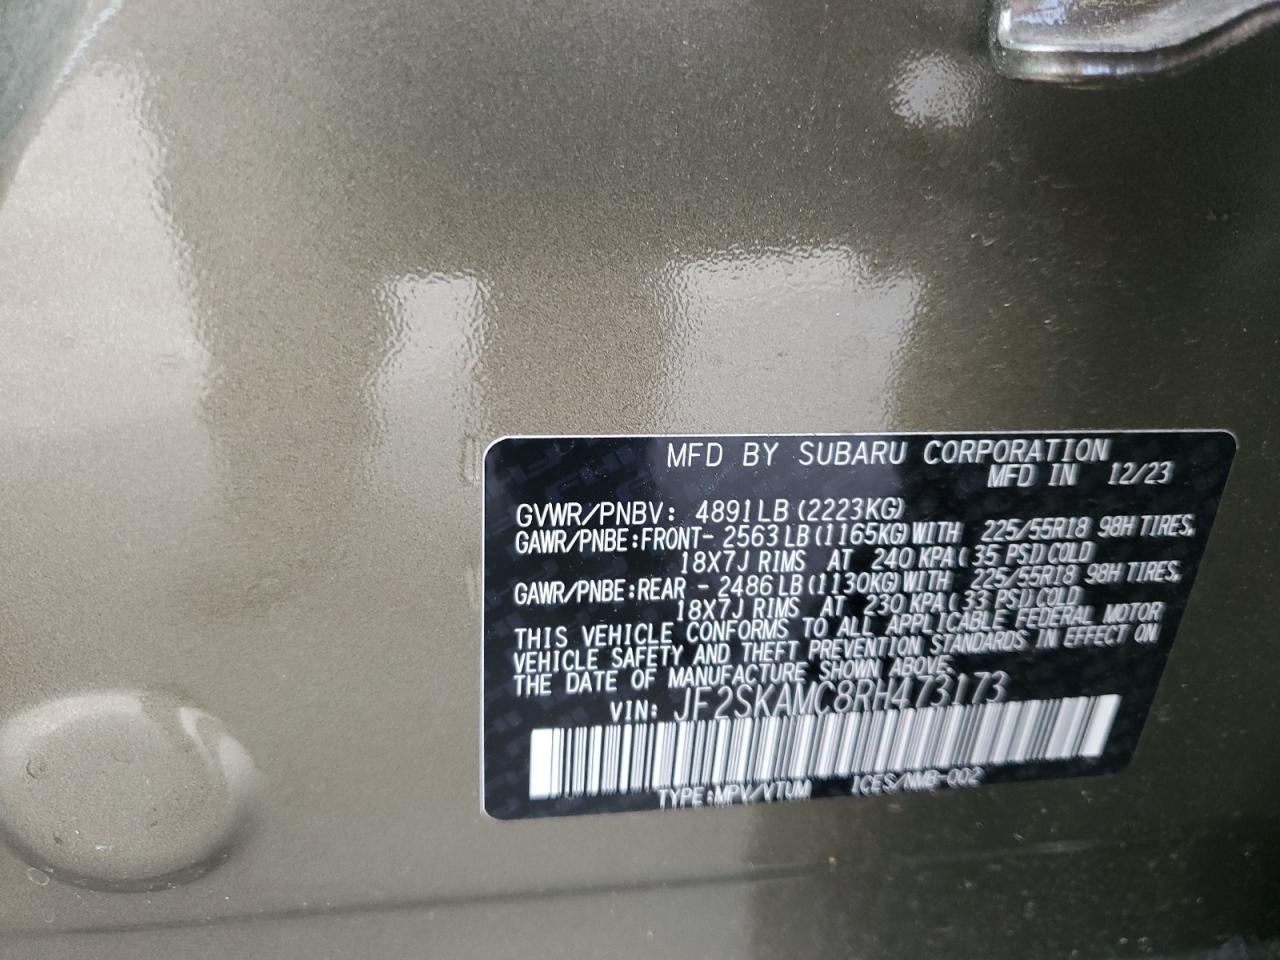 MFD BY SUBARU CORPORATION
MFD IN 12/23
GVWR/PNBV: 4891LB (2223KG)
GAWR/PNBE:FRONT- 2563LB (1165KG) WITH 225/55R18 98H TIRES,
18X7J RIMS AT 240 KPA ( 35 PSI) COLD
GAWR/PNBE:REAR - 2486LB (1130KG) WITH 225/55R18 98H TIRES,
18X7J RIMS AT 230 KPA ( 33 PSI) COLD
THIS VEHICLE CONFORMS TO ALL APPLICABLE FEDERAL MOTOR
VEHICLE SAFETY AND THEFT PREVENTION STANDARDS IN EFFECT ON
THE DATE OF MANUFACTURE SHOWN ABOVE.
VIN: JF2SKAMC8RH473173
TYPE:MPV/VTUM ICES/NMB-002